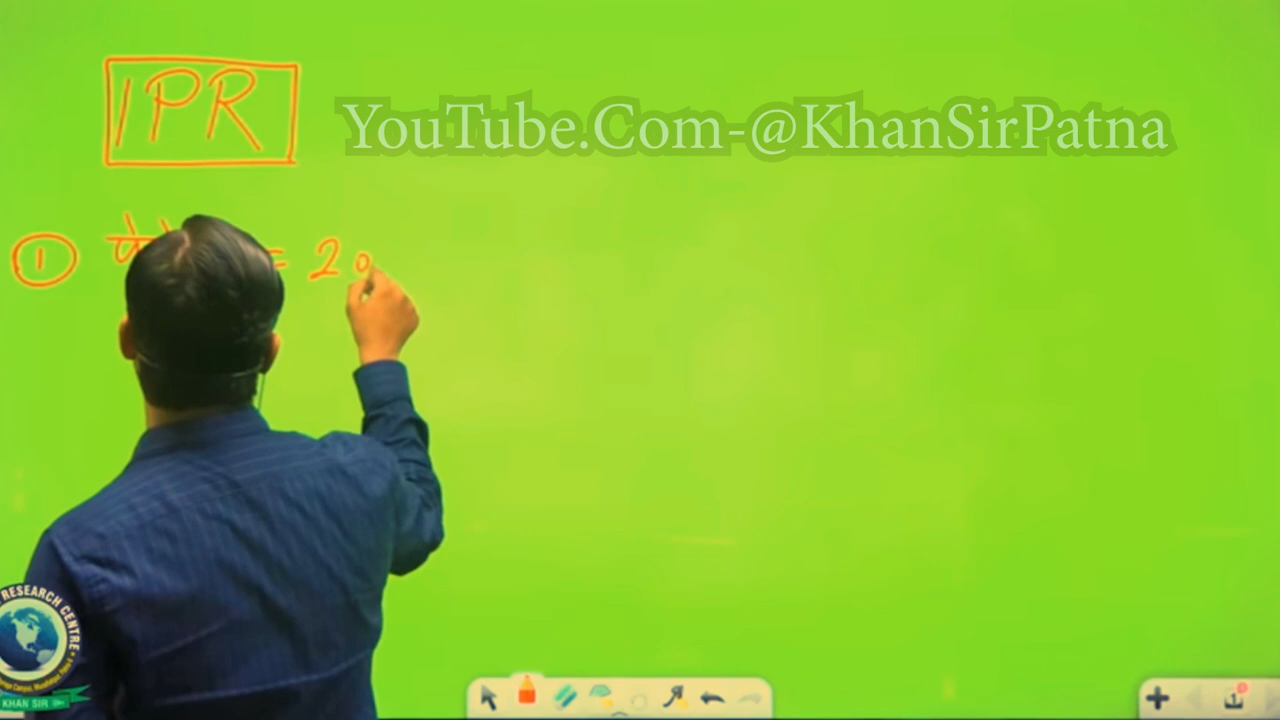 IPR
YouTube.Com-@KhanSirPatna
① = 20
RESEARCH CENTRE
KHAN SIR